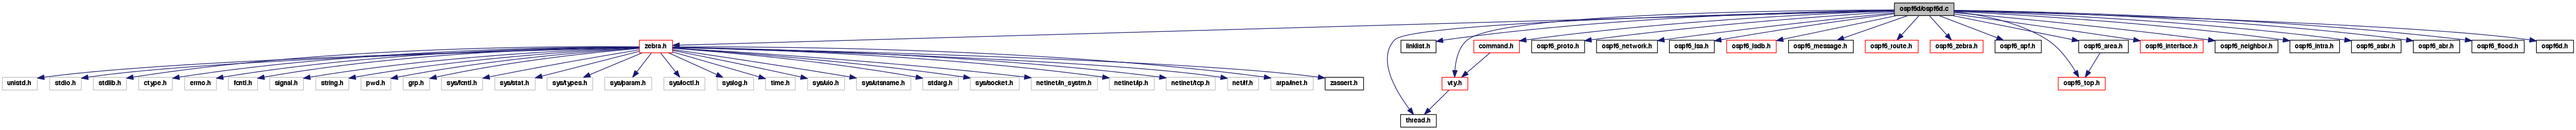 ospf6d/ospf6d.c
zebra.h
linklist.h
command.h
ospf6_proto.h
ospf6_network.h
ospf6_lsa.h
ospf6_lsdb.h
ospf6_message.h
ospf6_route.h
ospf6_zebra.h
ospf6_spf.h
ospf6_area.h
ospf6_interface.h
ospf6_neighbor.h
ospf6_intra.h
ospf6_asbr.h
ospf6_abr.h
ospf6_flood.h
ospf6d.h
unistd.h
stdio.h
stdlib.h
ctype.h
errno.h
fcntl.h
signal.h
string.h
pwd.h
grp.h
sys/fcntl.h
sys/stat.h
sys/types.h
sys/param.h
sys/ioctl.h
syslog.h
time.h
sys/uio.h
sys/utsname.h
stdarg.h
sys/socket.h
netinet/in_systm.h
netinet/ip.h
netinet/tcp.h
net/if.h
arpa/inet.h
zassert.h
vty.h
ospf6_top.h
thread.h